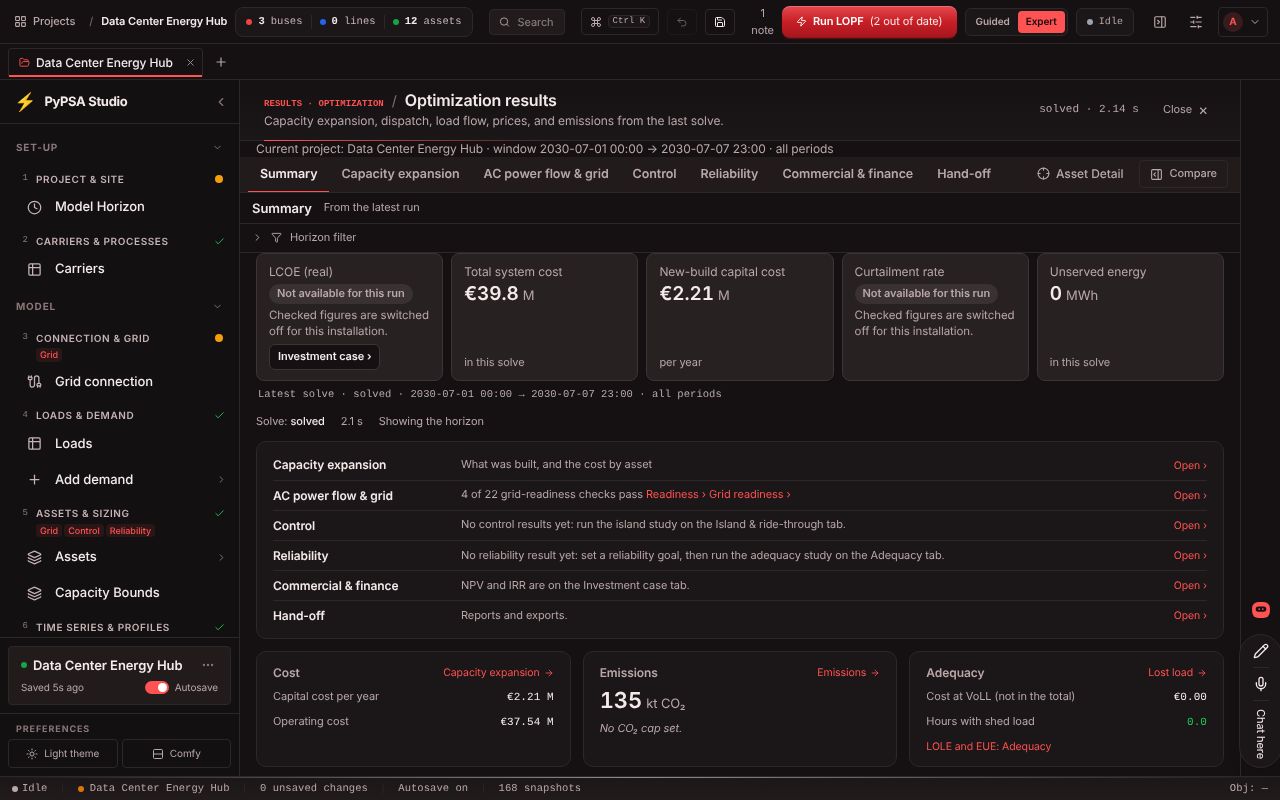 Projects / Data Center Energy Hub 3 buses 0 lines 12 assets Search ⌘ Ctrl K 1 note Run LOPF (2 out of date) Guided Expert Idle A
Data Center Energy Hub × +
PyPSA Studio
SET-UP
1 PROJECT & SITE
Model Horizon
2 CARRIERS & PROCESSES
Carriers
MODEL
3 CONNECTION & GRID
Grid
Grid connection
4 LOADS & DEMAND
Loads
Add demand
5 ASSETS & SIZING
Grid Control Reliability
Assets
Capacity Bounds
6 TIME SERIES & PROFILES
Data Center Energy Hub ···
Saved 5s ago Autosave
PREFERENCES
Light theme Comfy
RESULTS · OPTIMIZATION / Optimization results
Capacity expansion, dispatch, load flow, prices, and emissions from the last solve.
solved · 2.14 s Close ×
Current project: Data Center Energy Hub · window 2030-07-01 00:00 → 2030-07-07 23:00 · all periods
Summary Capacity expansion AC power flow & grid Control Reliability Commercial & finance Hand-off Asset Detail Compare
Summary From the latest run
Horizon filter
LCOE (real)
Not available for this run
Checked figures are switched
off for this installation.
Investment case ›
Total system cost
€39.8 M
in this solve
New-build capital cost
€2.21 M
per year
Curtailment rate
Not available for this run
Checked figures are switched
off for this installation.
Unserved energy
0 MWh
in this solve
Latest solve · solved · 2030-07-01 00:00 → 2030-07-07 23:00 · all periods
Solve: solved 2.1 s Showing the horizon
Capacity expansion What was built, and the cost by asset Open ›
AC power flow & grid 4 of 22 grid-readiness checks pass Readiness › Grid readiness › Open ›
Control No control results yet: run the island study on the Island & ride-through tab. Open ›
Reliability No reliability result yet: set a reliability goal, then run the adequacy study on the Adequacy tab. Open ›
Commercial & finance NPV and IRR are on the Investment case tab. Open ›
Hand-off Reports and exports. Open ›
Cost Capacity expansion →
Capital cost per year €2.21 M
Operating cost €37.54 M
Emissions Emissions →
135 kt CO₂
No CO₂ cap set.
Adequacy Lost load →
Cost at VoLL (not in the total) €0.00
Hours with shed load 0.0
LOLE and EUE: Adequacy
Chat here
Idle Data Center Energy Hub 0 unsaved changes Autosave on 168 snapshots Obj: —